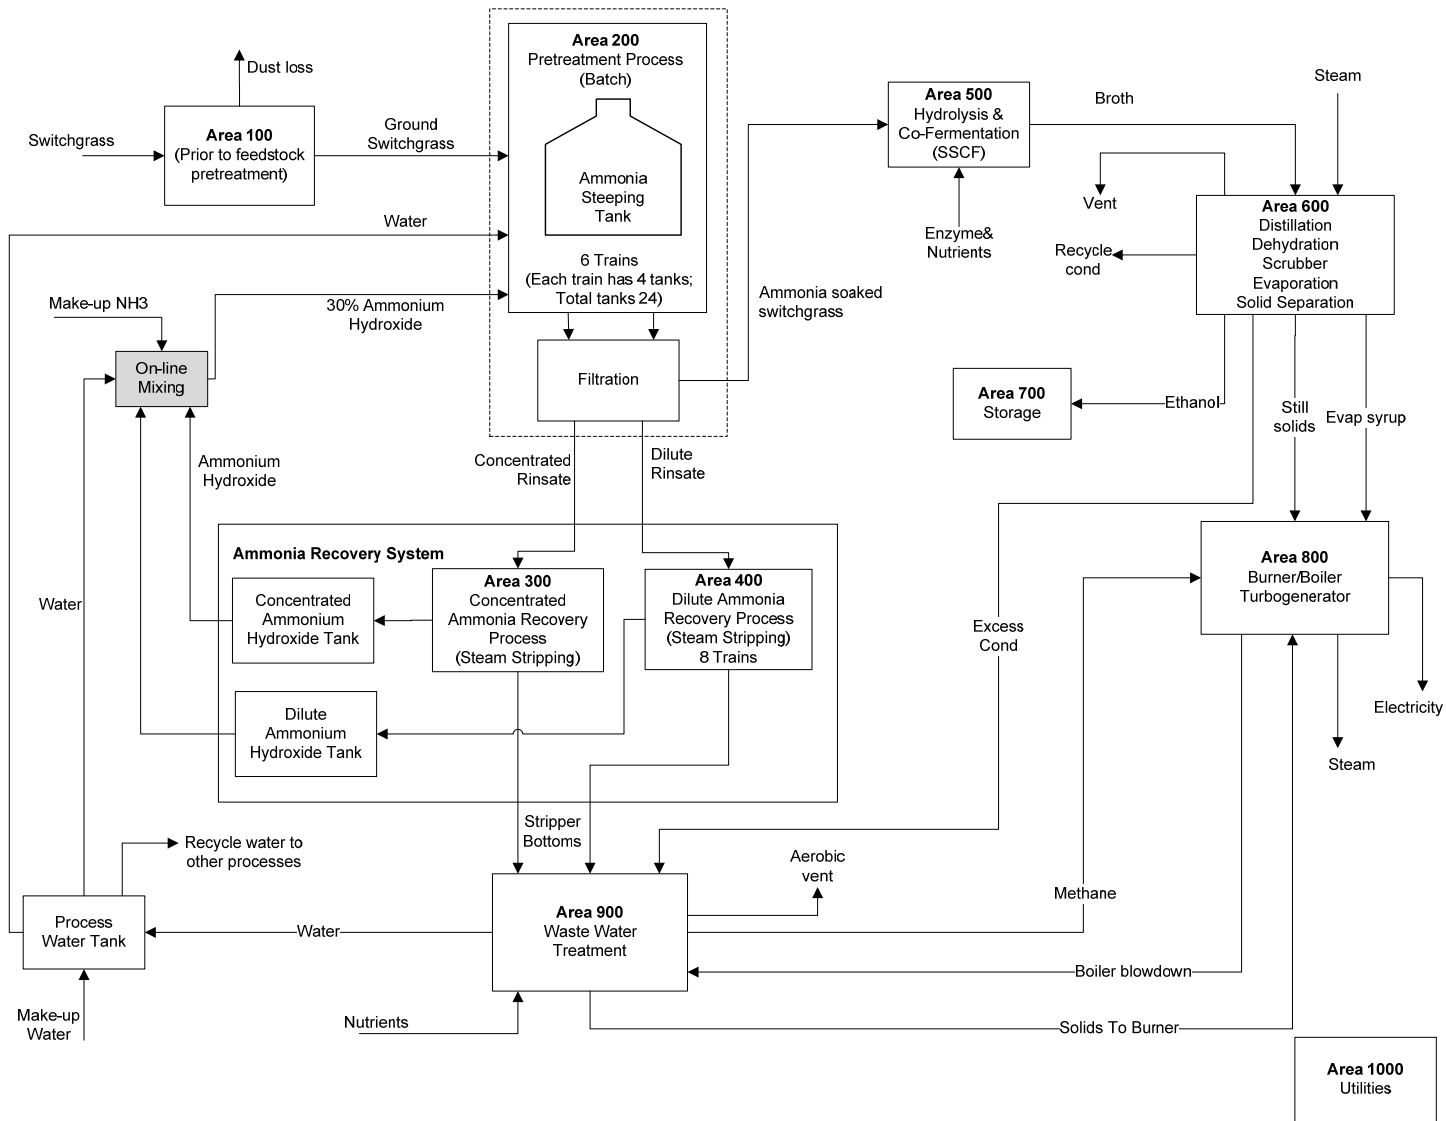 Area 200
Pretreatment Process
(Batch)
Ammonia
Steeping
Tank
6 Trains
(Each train has 4 tanks;
Total tanks 24)
Dust loss
Switchgrass
Area 100
(Prior to feedstock
pretreatment)
Ground
Switchgrass
Water
Make-up NH3
30% Ammonium
Hydroxide
On-line
Mixing
Filtration
Ammonia soaked
switchgrass
Area 500
Hydrolysis &
Co-Fermentation
(SSCF)
Enzyme&
Nutrients
Broth
Steam
Vent
Recycle
cond
Area 600
Distillation
Dehydration
Scrubber
Evaporation
Solid Separation
Area 700
Storage
Ethanol
Still
solids
Evap syrup
Ammonium
Hydroxide
Concentrated
Rinsate
Dilute
Rinsate
Ammonia Recovery System
Concentrated
Ammonium
Hydroxide Tank
Area 300
Concentrated
Ammonia Recovery
Process
(Steam Stripping)
Area 400
Dilute Ammonia
Recovery Process
(Steam Stripping)
8 Trains
Dilute
Ammonium
Hydroxide Tank
Water
Excess
Cond
Area 800
Burner/Boiler
Turbogenerator
Electricity
Steam
Stripper
Bottoms
Recycle water to
other processes
Aerobic
vent
Methane
Process
Water Tank
Water
Area 900
Waste Water
Treatment
Boiler blowdown
Make-up
Water
Nutrients
Solids To Burner
Area 1000
Utilities